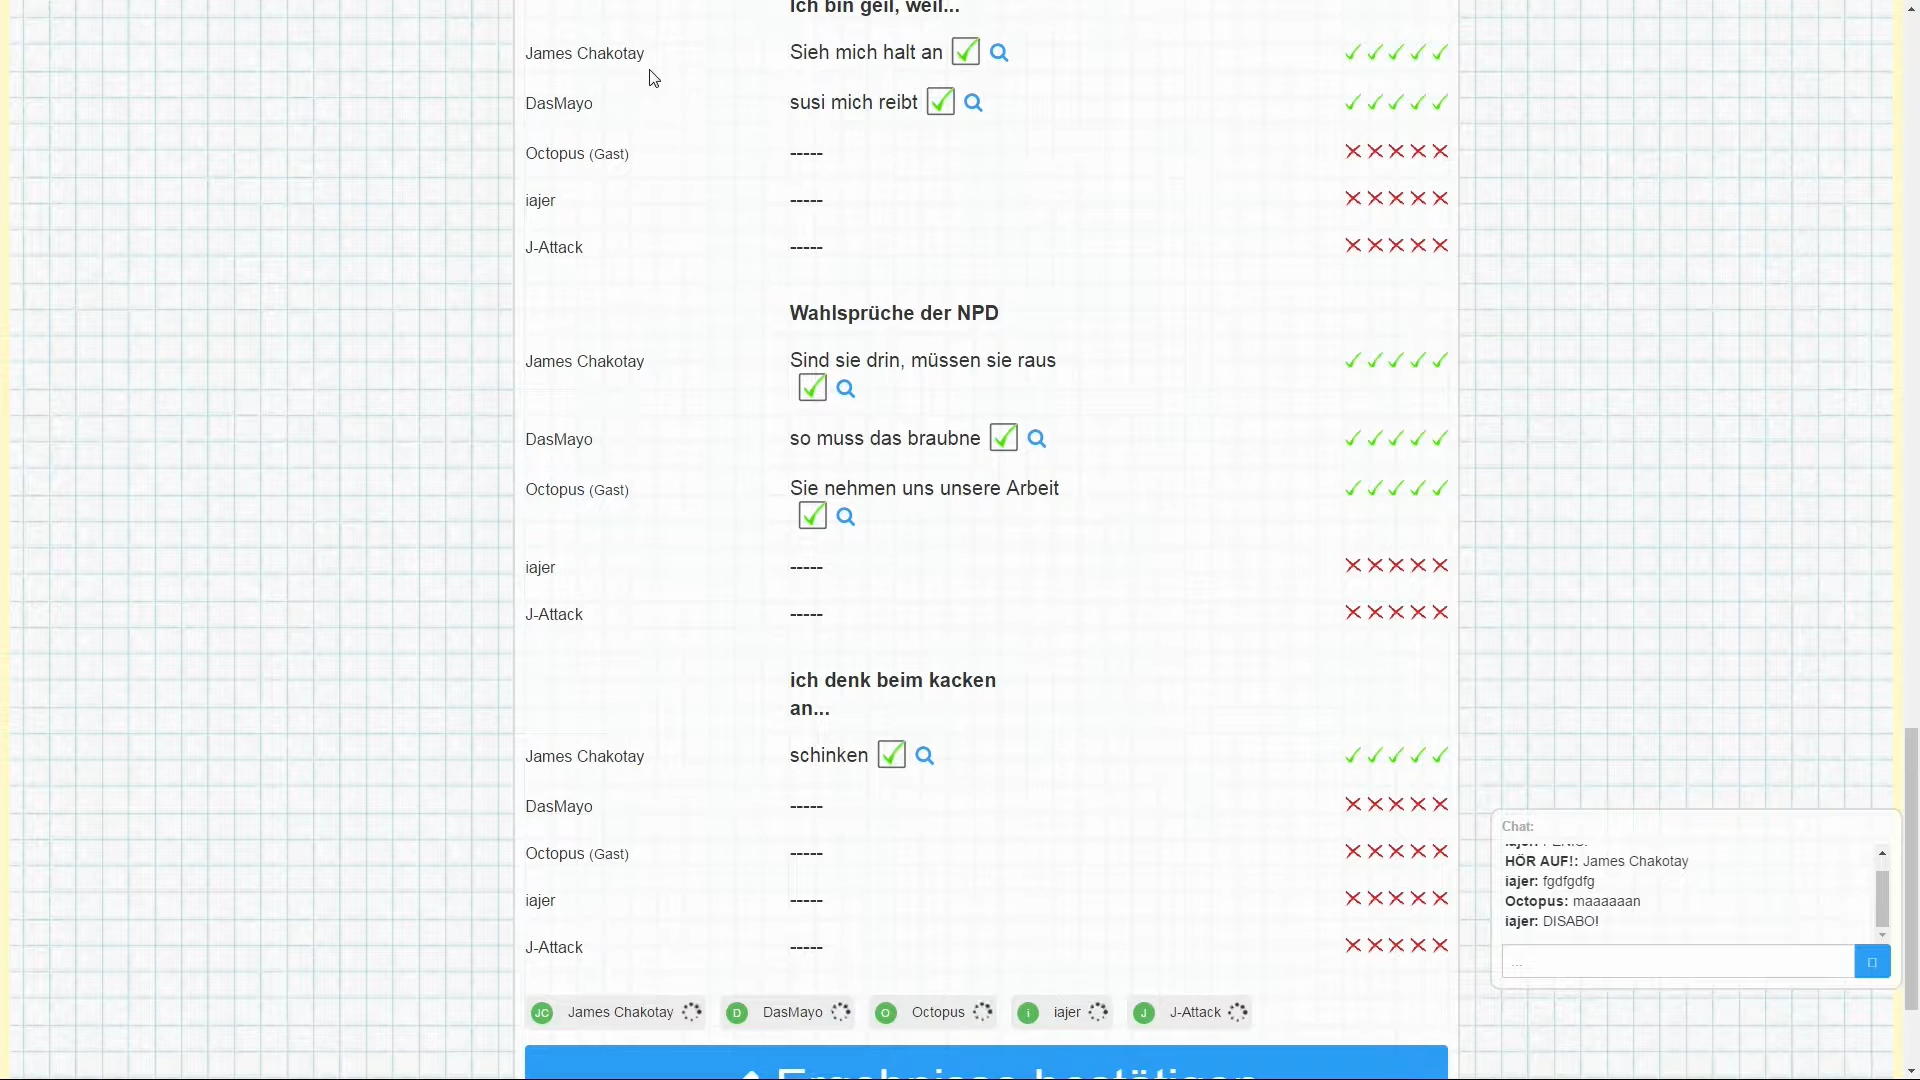 Ich bin geil, weil...
James Chakotay Sieh mich halt an
DasMayo susi mich reibt
Octopus (Gast) -----
iajer -----
J-Attack -----
Wahlsprüche der NPD
James Chakotay Sind sie drin, müssen sie raus
DasMayo so muss das braubne
Octopus (Gast) Sie nehmen uns unsere Arbeit
iajer -----
J-Attack -----
ich denk beim kacken
an...
James Chakotay schinken
DasMayo -----
Octopus (Gast) -----
iajer -----
J-Attack -----
JC James Chakotay D DasMayo O Octopus i iajer J J-Attack
Ergebnisse bestätigen
Chat:
HÖR AUF!: James Chakotay
iajer: fgdfgdfg
Octopus: maaaaaan
iajer: DISABO!
...